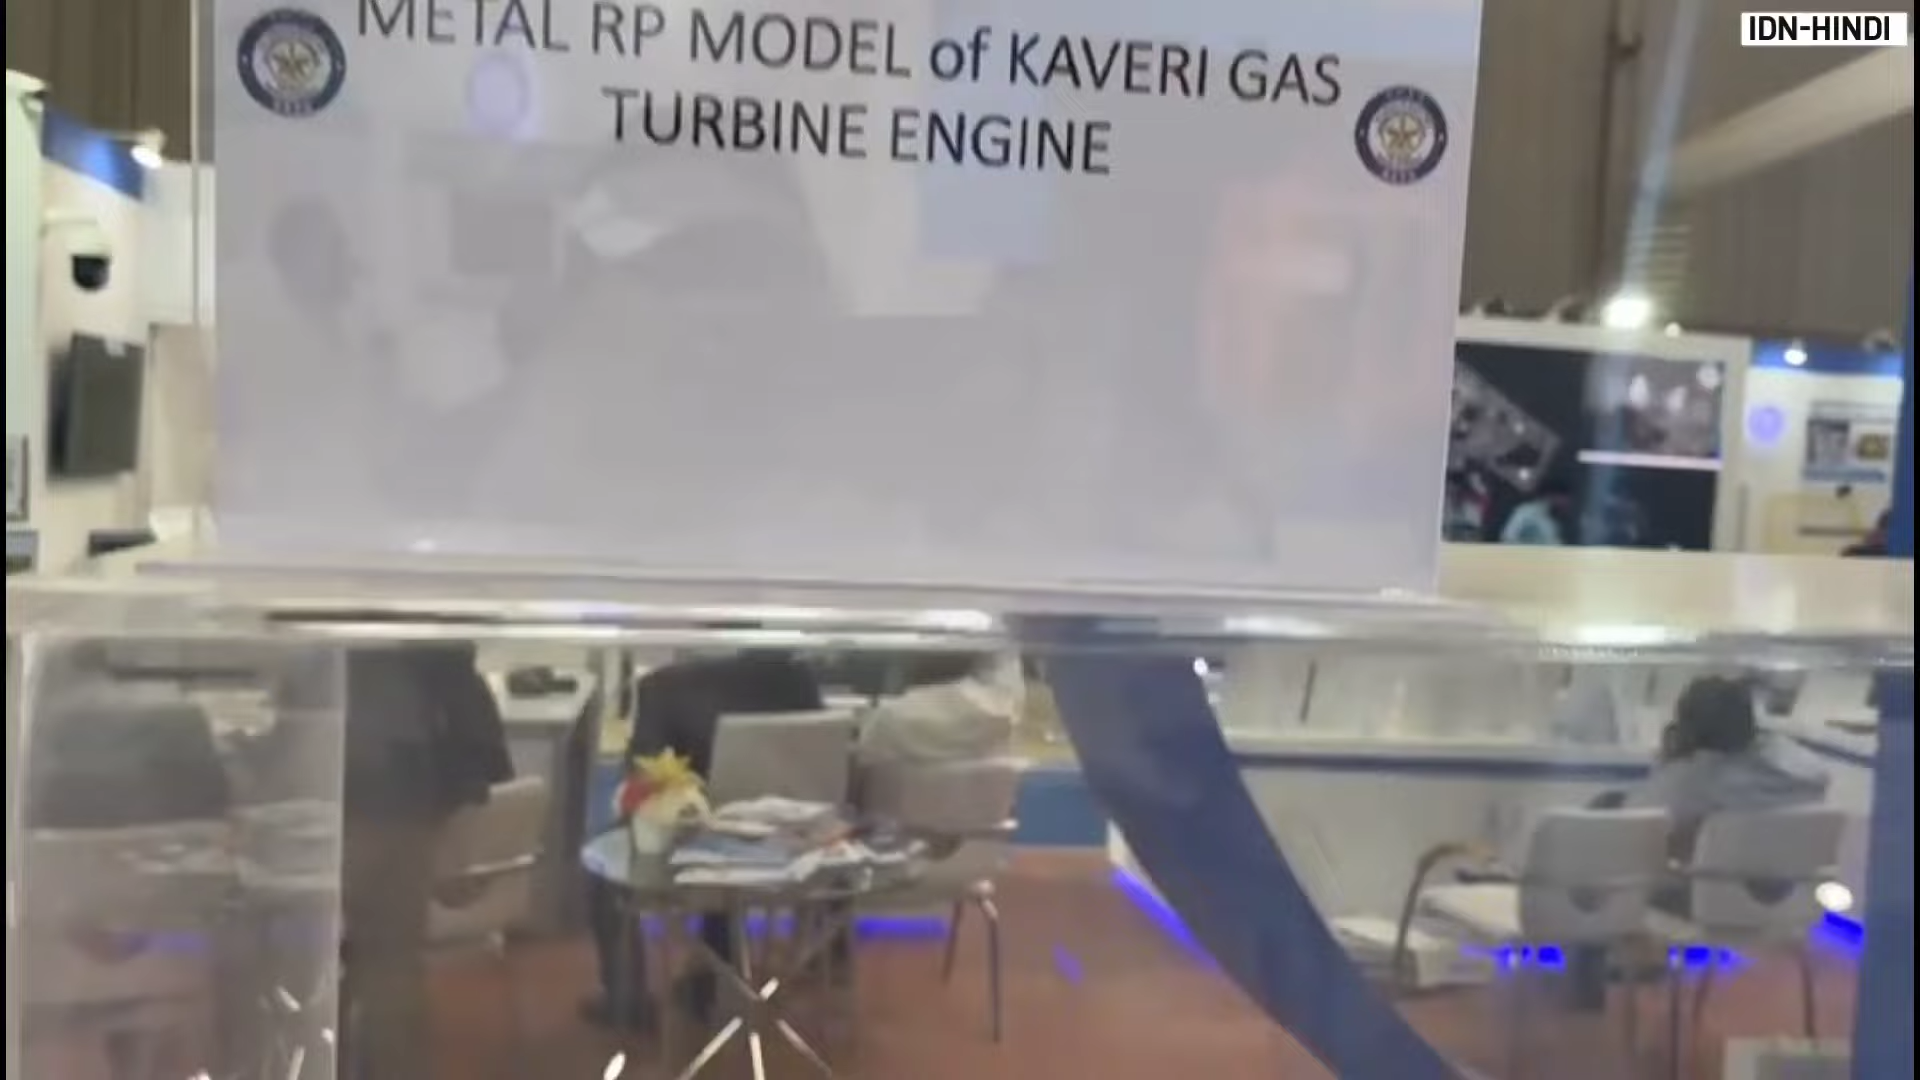 IDN-HINDI
METAL RP MODEL of KAVERI GAS
TURBINE ENGINE